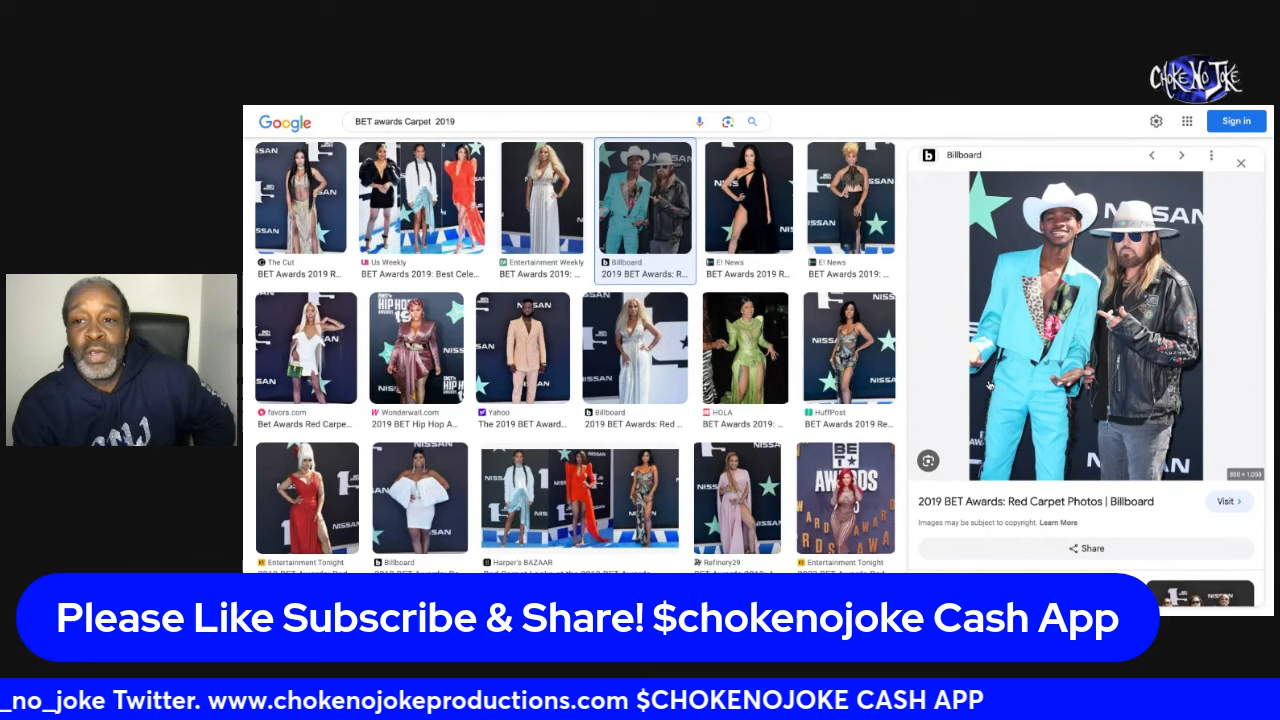 CHOKE NO JOKE
Google
BET awards Carpet 2019
Sign in
Billboard
The Cut
BET Awards 2019 R...
Us Weekly
BET Awards 2019: Best Cele...
Entertainment Weekly
BET Awards 2019: ...
Billboard
2019 BET Awards: R...
E! News
BET Awards 2019 R...
E! News
BET Awards 2019: ...
favors.com
Bet Awards Red Carpe...
Wonderwall.com
2019 BET Hip Hop A...
Yahoo
The 2019 BET Award...
Billboard
2019 BET Awards: Red ...
HOLA
BET Awards 2019: ...
HuffPost
BET Awards 2019 Re...
Entertainment Tonight
Billboard
Harper's BAZAAR
Refinery29
Entertainment Tonight
NISSAN
800 × 1,053
2019 BET Awards: Red Carpet Photos | Billboard
Visit >
Images may be subject to copyright. Learn More
Share
Please Like Subscribe & Share! $chokenojoke Cash App
_no_joke Twitter. www.chokenojokeproductions.com $CHOKENOJOKE CASH APP